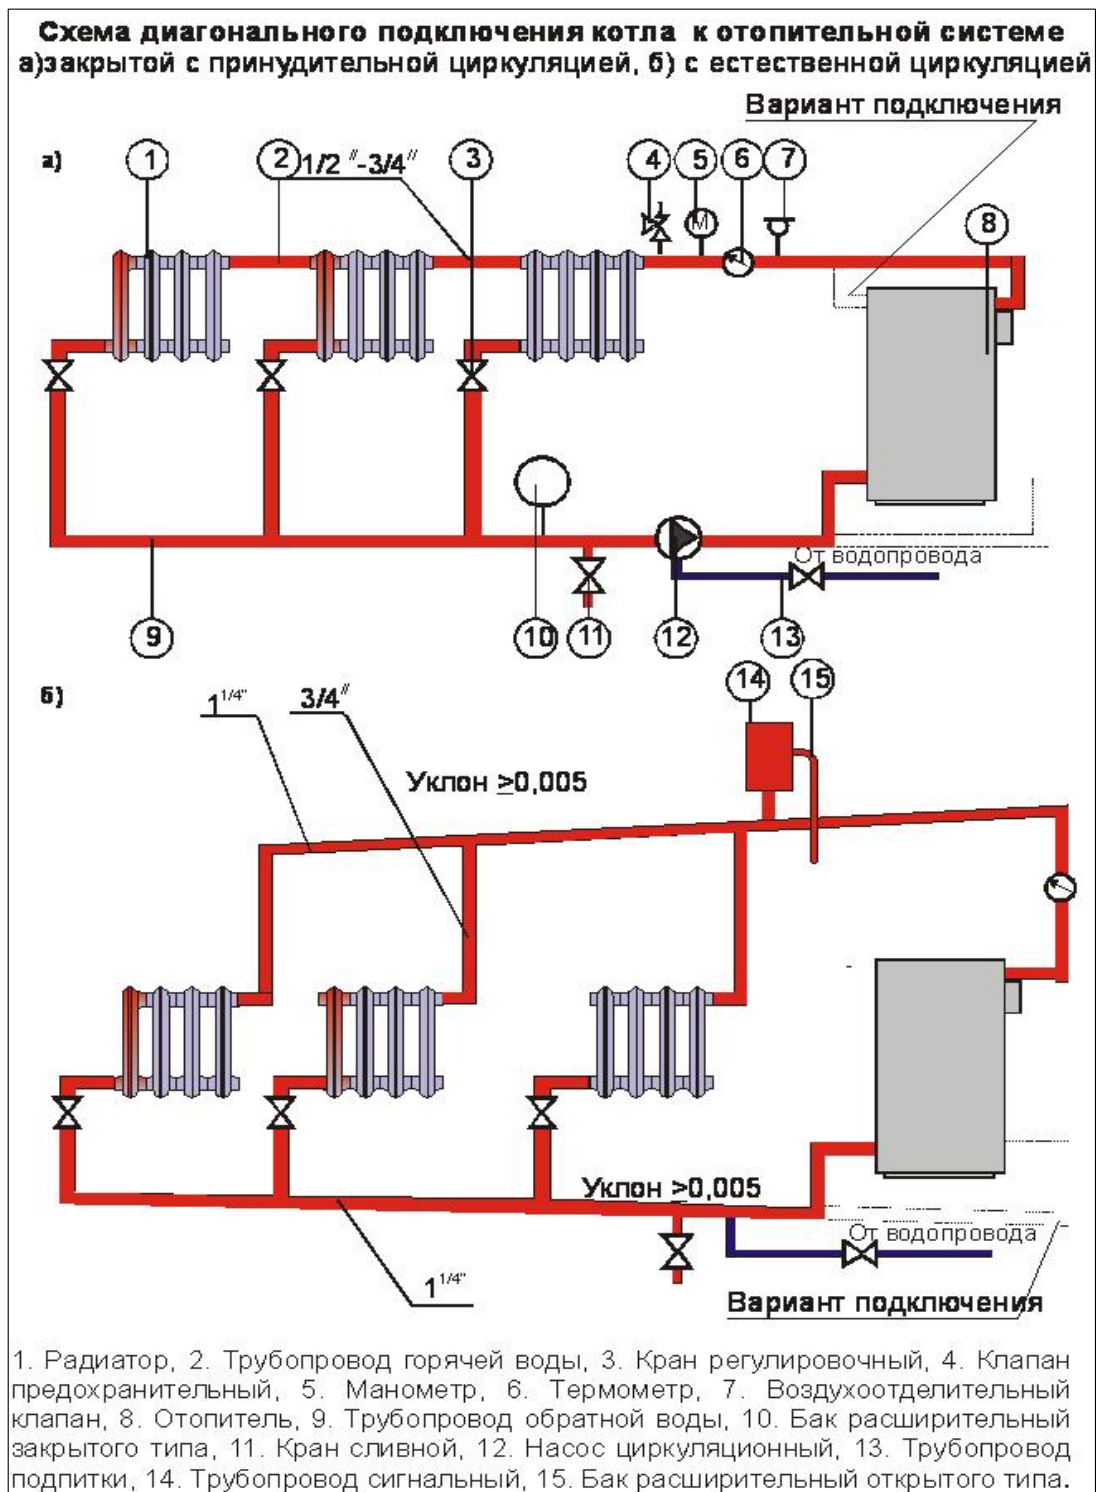 Схема диагонального подключения котла к отопительной системе
а)закрытой с принудительной циркуляцией, б) с естественной циркуляцией
Вариант подключения
а)
1
2
1/2 "-3/4"
3
4
5
6
7
М
8
От водопровода
9
10
11
12
13
б)
1 1/4"
3/4"
14
15
Уклон ≥0,005
Уклон ≥0,005
От водопровода
1 1/4"
Вариант подключения
1. Радиатор, 2. Трубопровод горячей воды, 3. Кран регулировочный, 4. Клапан
предохранительный, 5. Манометр, 6. Термометр, 7. Воздухоотделительный
клапан, 8. Отопитель, 9. Трубопровод обратной воды, 10. Бак расширительный
закрытого типа, 11. Кран сливной, 12. Насос циркуляционный, 13. Трубопровод
подпитки, 14. Трубопровод сигнальный, 15. Бак расширительный открытого типа.